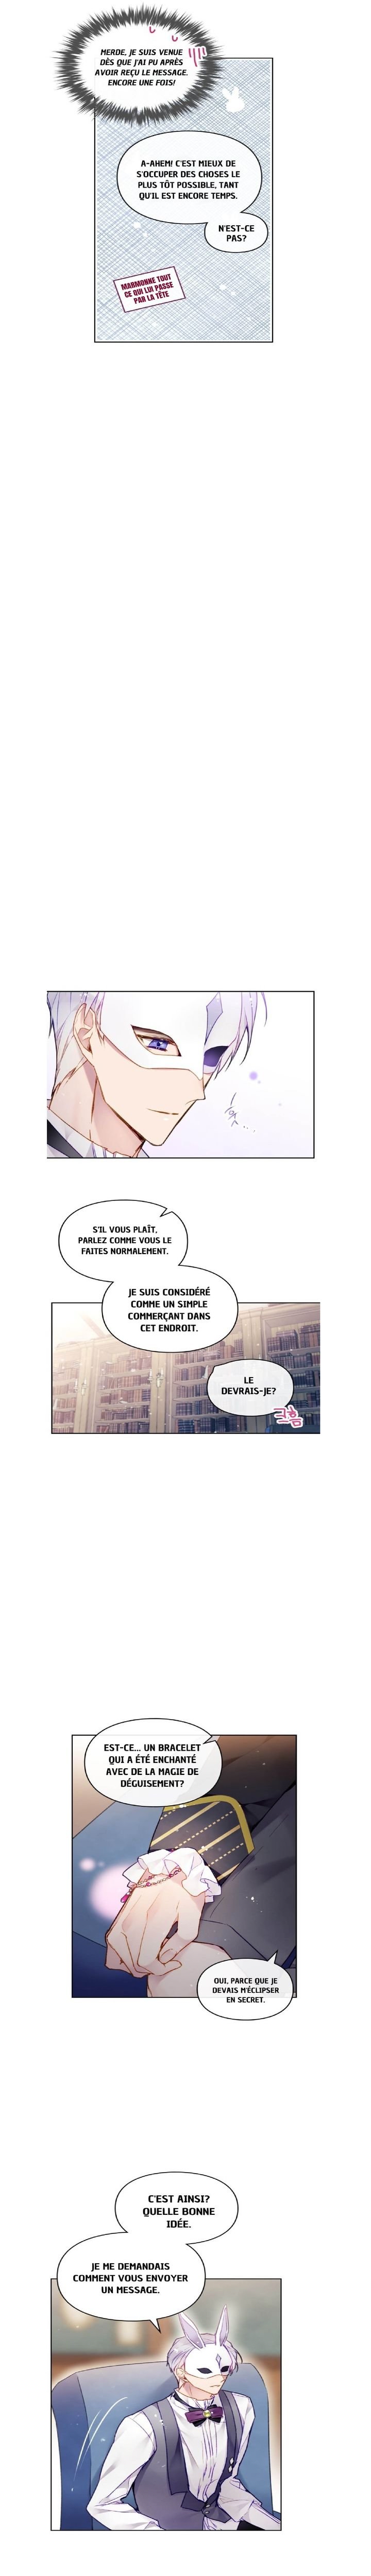 MERDE, JE SUIS VENUE
DÈS QUE J'AI PU APRÈS
AVOIR REÇU LE MESSAGE.
ENCORE UNE FOIS!
A-AHEM! C'EST MIEUX DE
S'OCCUPER DES CHOSES LE
PLUS TÔT POSSIBLE, TANT
QU'IL EST ENCORE TEMPS.
N'EST-CE
PAS?
MARMONNE TOUT
CE QUI LUI PASSE
PAR LA TÊTE
S'IL VOUS PLAÎT,
PARLEZ COMME VOUS LE
FAITES NORMALEMENT.
JE SUIS CONSIDÉRÉ
COMME UN SIMPLE
COMMERÇANT DANS
CET ENDROIT.
LE
DEVRAIS-JE?
EST-CE... UN BRACELET
QUI A ÉTÉ ENCHANTÉ
AVEC DE LA MAGIE DE
DÉGUISEMENT?
OUI, PARCE QUE JE
DEVAIS M'ÉCLIPSER
EN SECRET.
C'EST AINSI?
QUELLE BONNE
IDÉE.
JE ME DEMANDAIS
COMMENT VOUS ENVOYER
UN MESSAGE.